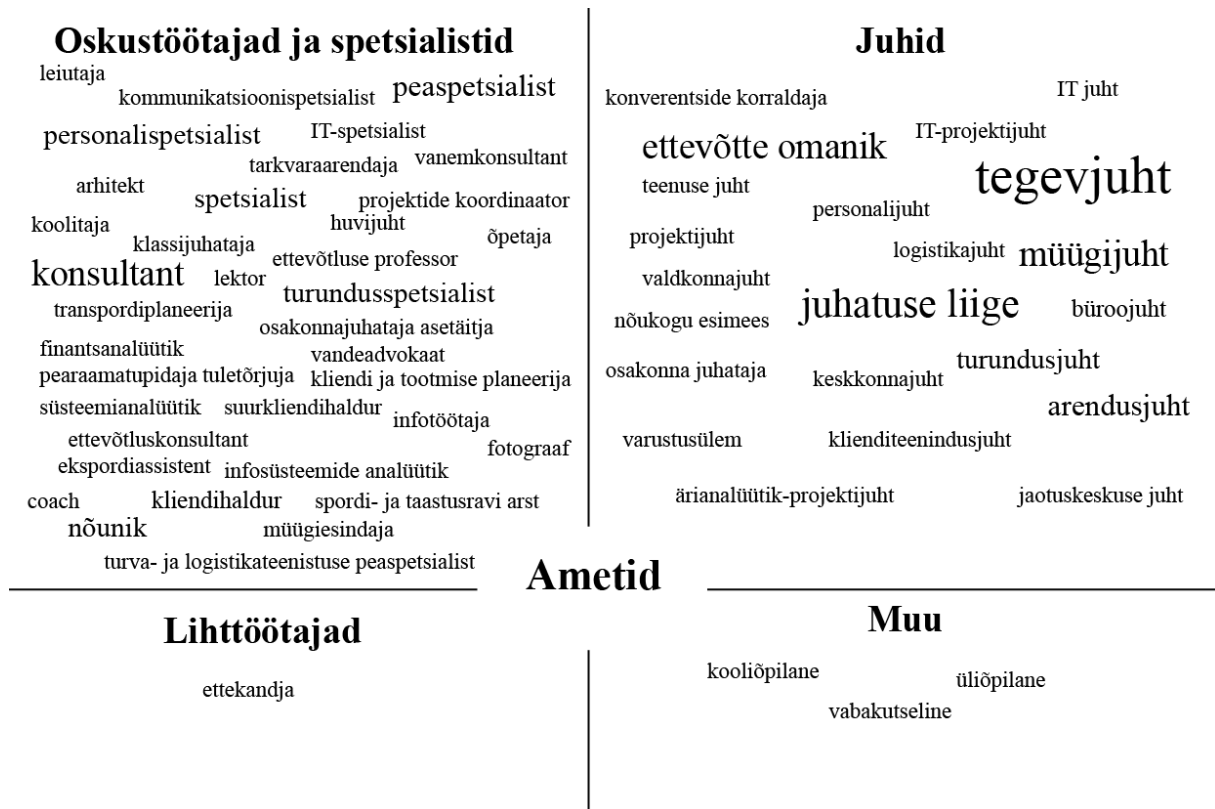 Oskustöötajad ja spetsialistid
leiutaja
kommunikatsioonispetsialist
peaspetsialist
personalispetsialist
IT-spetsialist
tarkvaraarendaja
vanemkonsultant
arhitekt
spetsialist
projektide koordinaator
koolitaja
huvijuht
klassijuhataja
õpetaja
ettevõtluse professor
konsultant
lektor
turundusspetsialist
transpordiplaneerija
osakonnajuhataja asetäitja
finantsanalüütik
vandeadvokaat
pearaamatupidaja
tuletõrjuja
kliendi ja tootmise planeerija
süsteemianalüütik
suurkliendihaldur
infotöötaja
ettevõtluskonsultant
fotograaf
ekspordiassistent
infosüsteemide analüütik
coach
kliendihaldur
spordi- ja taastusravi arst
nõunik
müügiesindaja
turva- ja logistikateenistuse peaspetsialist
Juhid
konverentside korraldaja
IT juht
ettevõtte omanik
IT-projektijuht
tegevjuht
teenuse juht
personalijuht
projektijuht
logistikajuht
müügijuht
valdkonnajuht
juhatuse liige
büroojuht
nõukogu esimees
turundusjuht
osakonna juhataja
keskkonnajuht
arendusjuht
varustusülem
klienditeenindusjuht
ärianalüütik-projektijuht
jaotuskeskuse juht
Ametid
Lihttöötajad
ettekandja
Muu
kooliõpilane
üliõpilane
vabakutseline